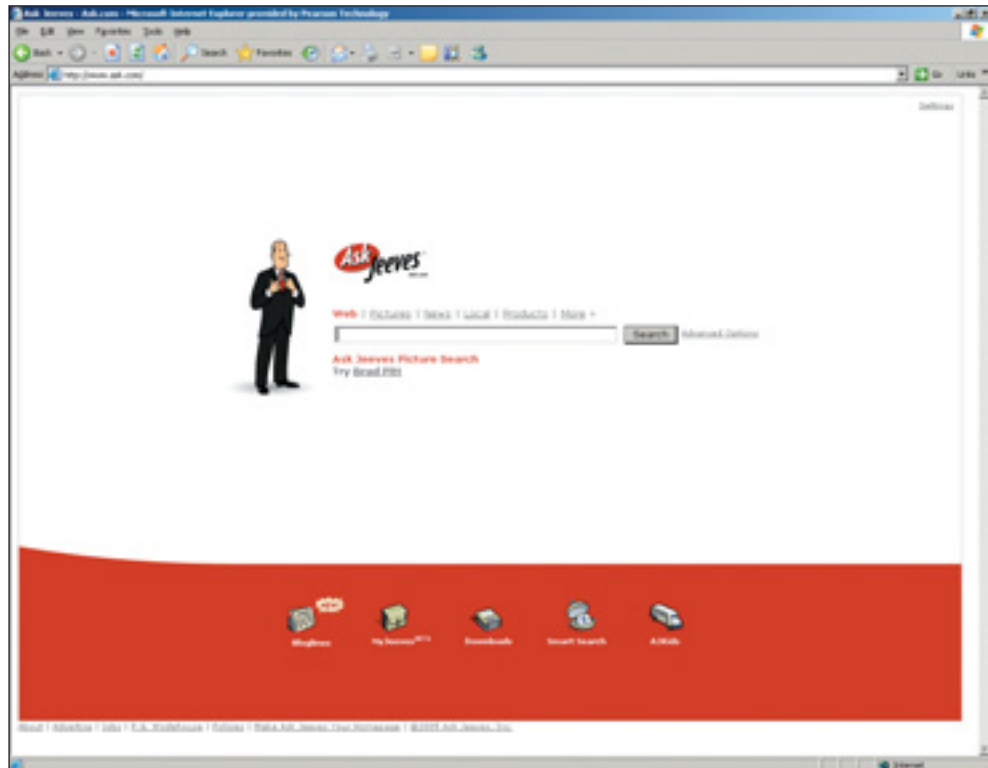 Ask Jeeves - Ask.com - Microsoft Internet Explorer provided by Pearson Technology
File Edit View Favorites Tools Help
Back Search Favorites
Address http://www.ask.com/ Go Links
Settings
Ask Jeeves
Web | Pictures | News | Local | Products | More »
Search Advanced Options
Ask Jeeves Picture Search
Try Brad Pitt
NEW!
Bloglines MyJeeves BETA Downloads Smart Search AJKids
About | Advertise | Jobs | P.G. Wodehouse | Policies | Make Ask Jeeves Your Homepage | ©2005 Ask Jeeves, Inc.
Internet